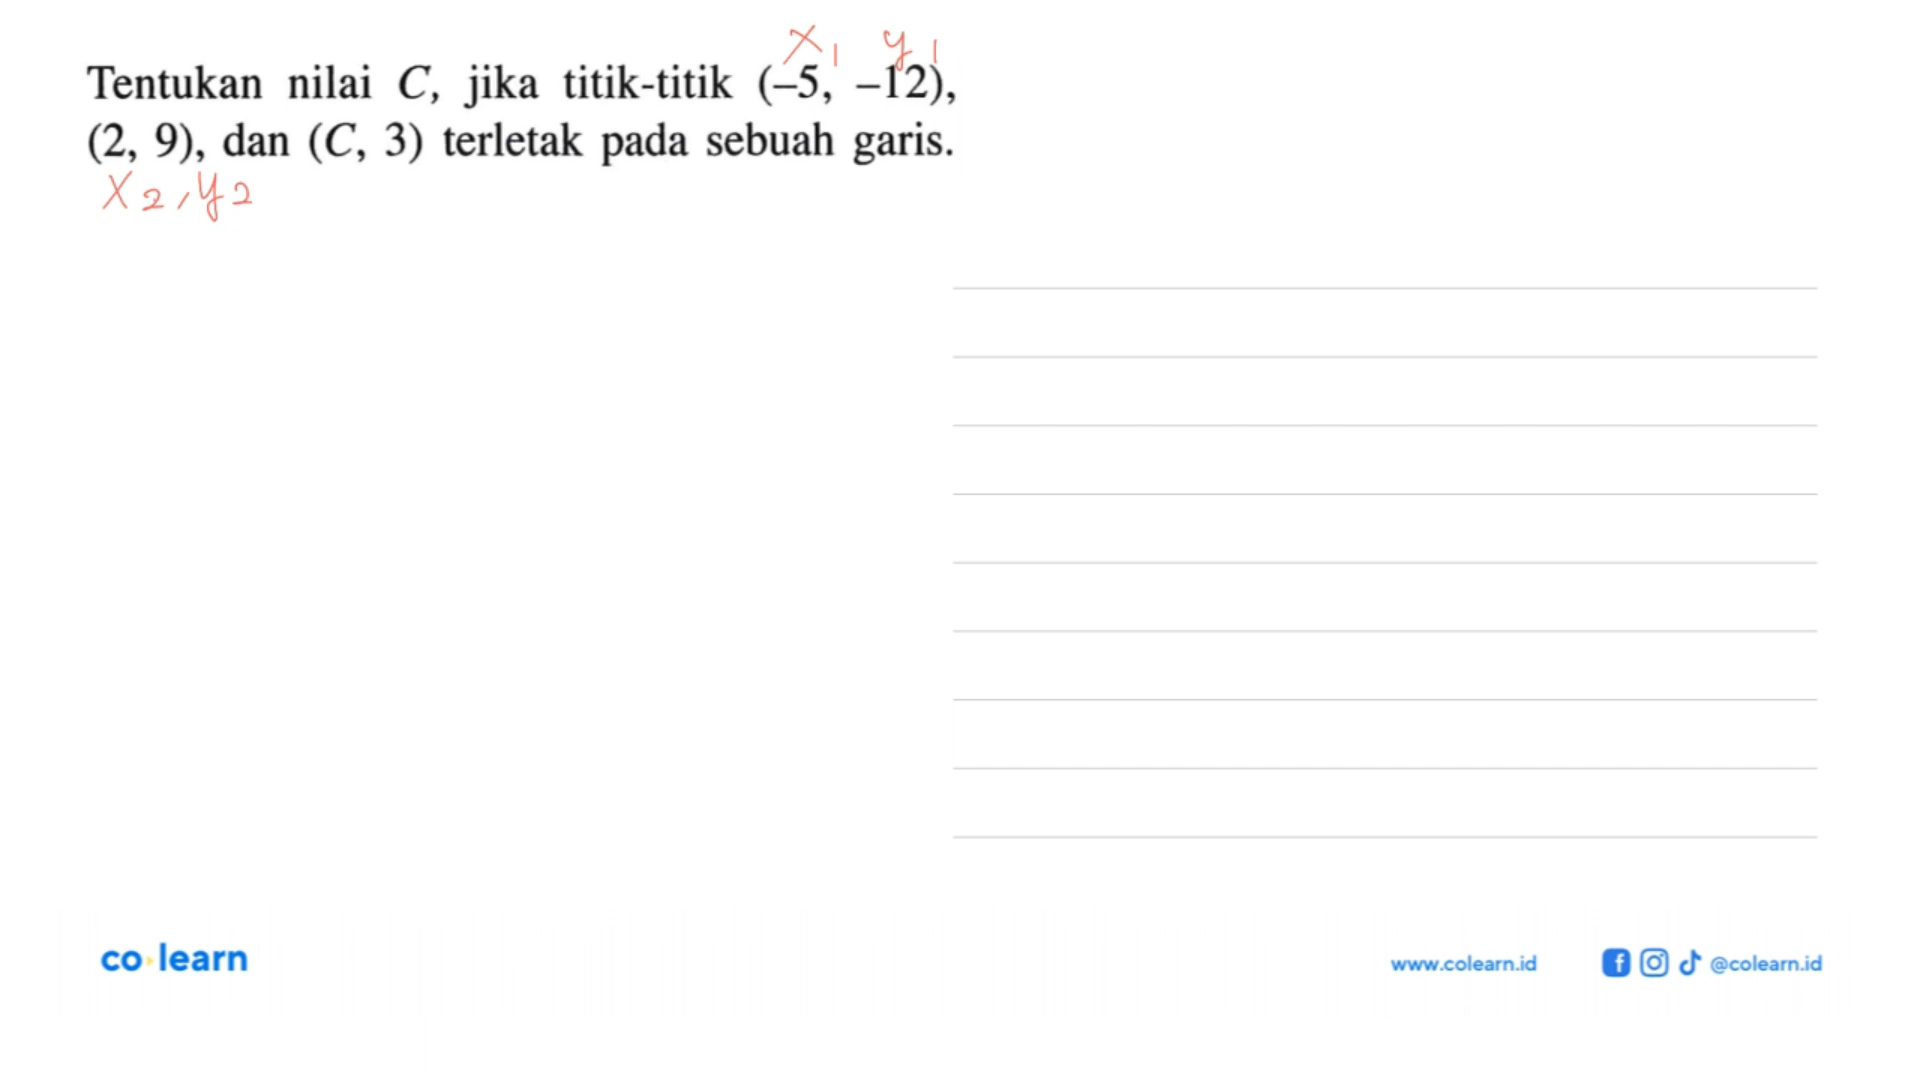 x₁ y₁
Tentukan nilai C, jika titik-titik (–5, –12),
(2, 9), dan (C, 3) terletak pada sebuah garis.
x₂, y₂
co learn
www.colearn.id @colearn.id